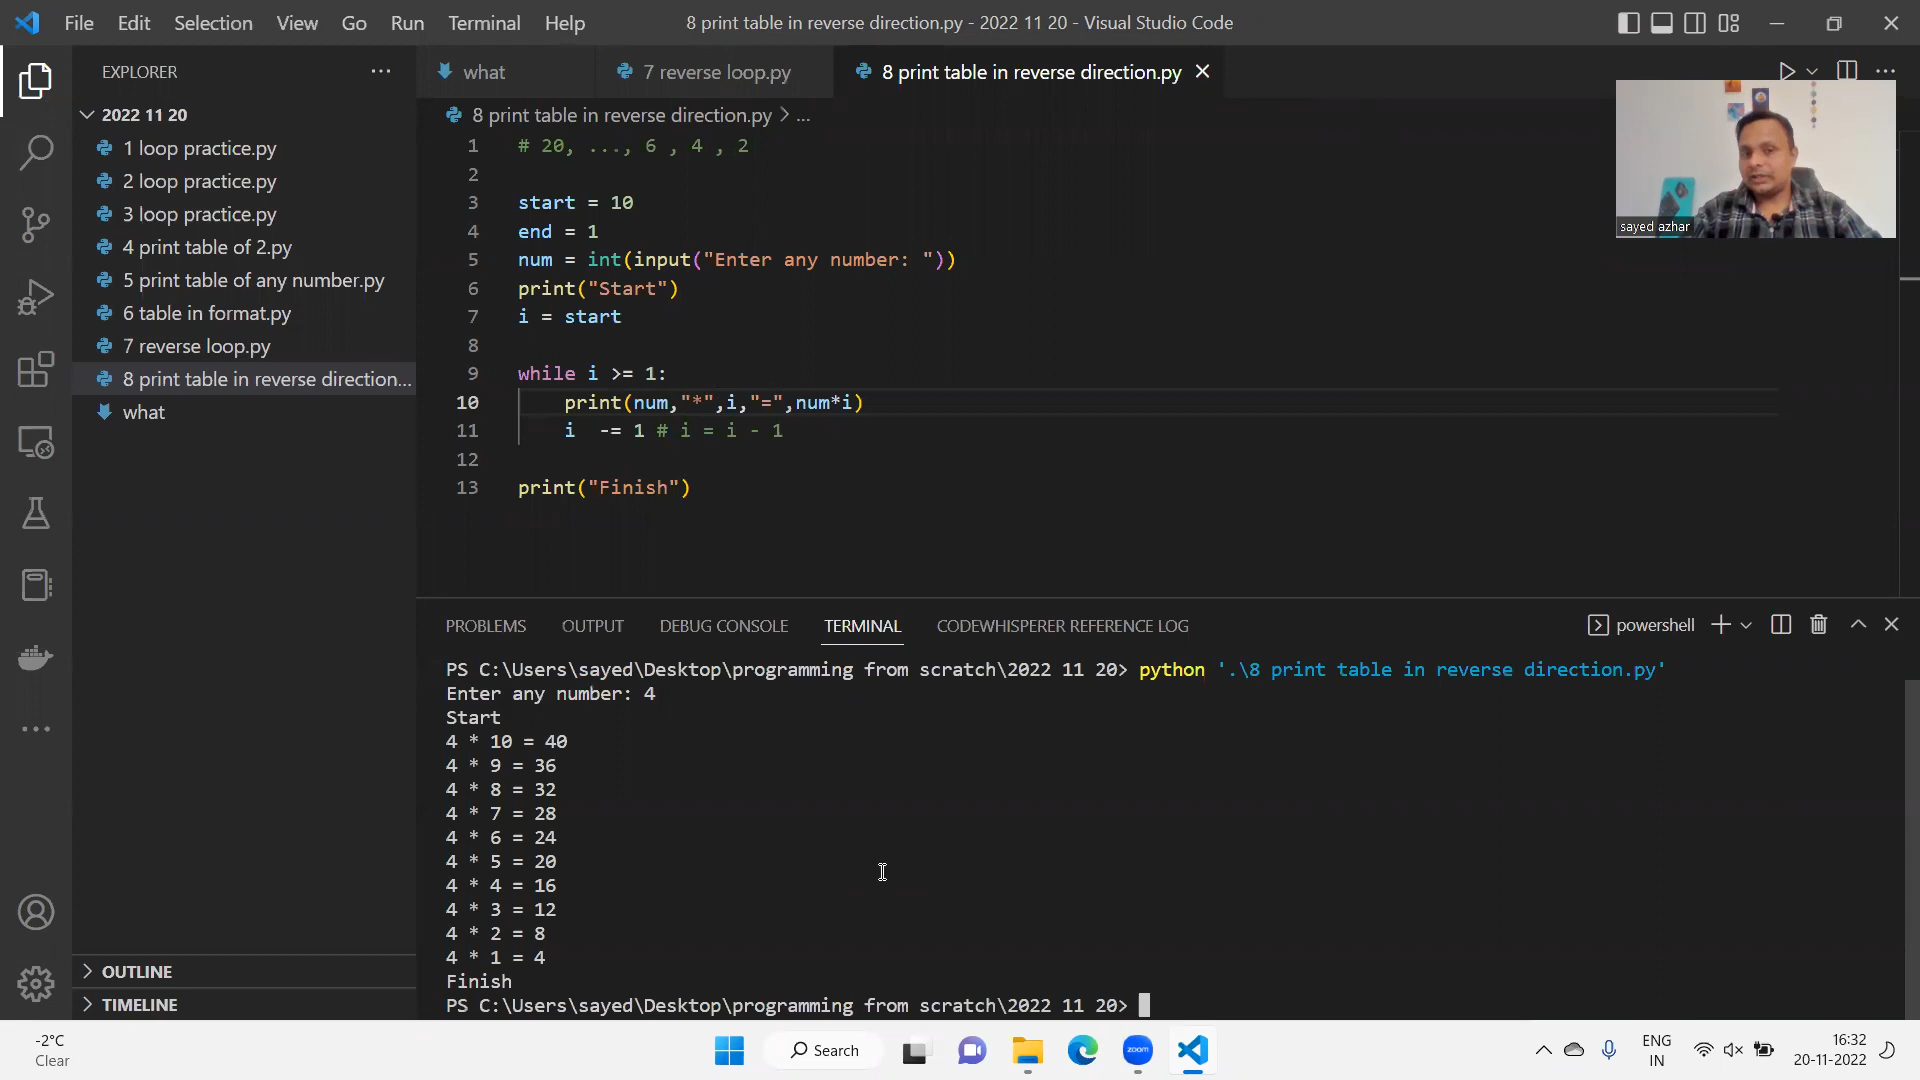 File Edit Selection View Go Run Terminal Help 8 print table in reverse direction.py - 2022 11 20 - Visual Studio Code
EXPLORER
what 7 reverse loop.py 8 print table in reverse direction.py
2022 11 20
1 loop practice.py
2 loop practice.py
3 loop practice.py
4 print table of 2.py
5 print table of any number.py
6 table in format.py
7 reverse loop.py
8 print table in reverse direction...
what
OUTLINE
TIMELINE
8 print table in reverse direction.py > ...
1 # 20, ..., 6 , 4 , 2
2
3 start = 10
4 end = 1
5 num = int(input("Enter any number: "))
6 print("Start")
7 i = start
8
9 while i >= 1:
10 print(num,"*",i,"=",num*i)
11 i  -= 1 # i = i - 1
12
13 print("Finish")
sayed azhar
PROBLEMS OUTPUT DEBUG CONSOLE TERMINAL CODEWHISPERER REFERENCE LOG powershell
PS C:\Users\sayed\Desktop\programming from scratch\2022 11 20> python '.\8 print table in reverse direction.py'
Enter any number: 4
Start
4 * 10 = 40
4 * 9 = 36
4 * 8 = 32
4 * 7 = 28
4 * 6 = 24
4 * 5 = 20
4 * 4 = 16
4 * 3 = 12
4 * 2 = 8
4 * 1 = 4
Finish
PS C:\Users\sayed\Desktop\programming from scratch\2022 11 20>
-2°C
Clear
Search
zoom
ENG
IN
16:32
20-11-2022